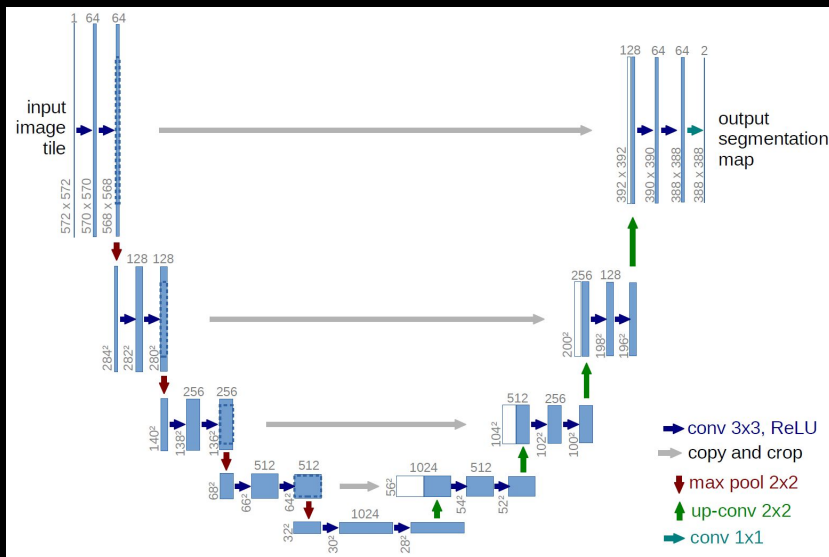 1 64 64
input
image
tile
572 x 572
570 x 570
568 x 568
128 64 64 2
output
segmentation
map
392 x 392
390 x 390
388 x 388
388 x 388
128 128
284²
282²
280²
256 128
200²
198²
196²
256 256
140²
138²
136²
512 256
104²
102²
100²
512 512
68²
66²
64²
1024 512
56²
54²
52²
1024
32²
30²
28²
conv 3x3, ReLU
copy and crop
max pool 2x2
up-conv 2x2
conv 1x1